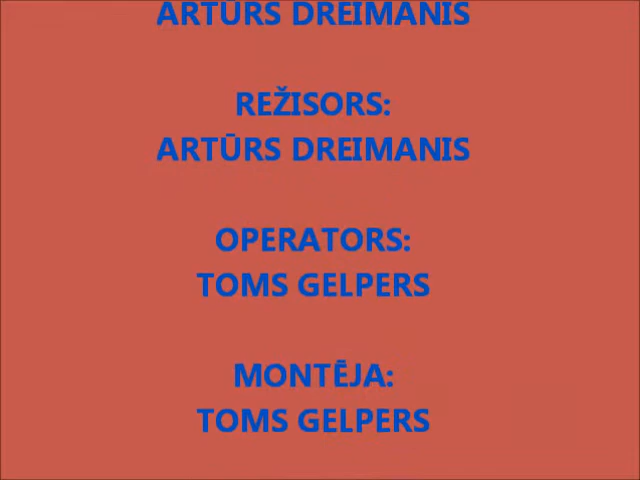 ARTŪRS DREIMANIS
REŽISORS:
ARTŪRS DREIMANIS
OPERATORS:
TOMS GELPERS
MONTĒJA:
TOMS GELPERS